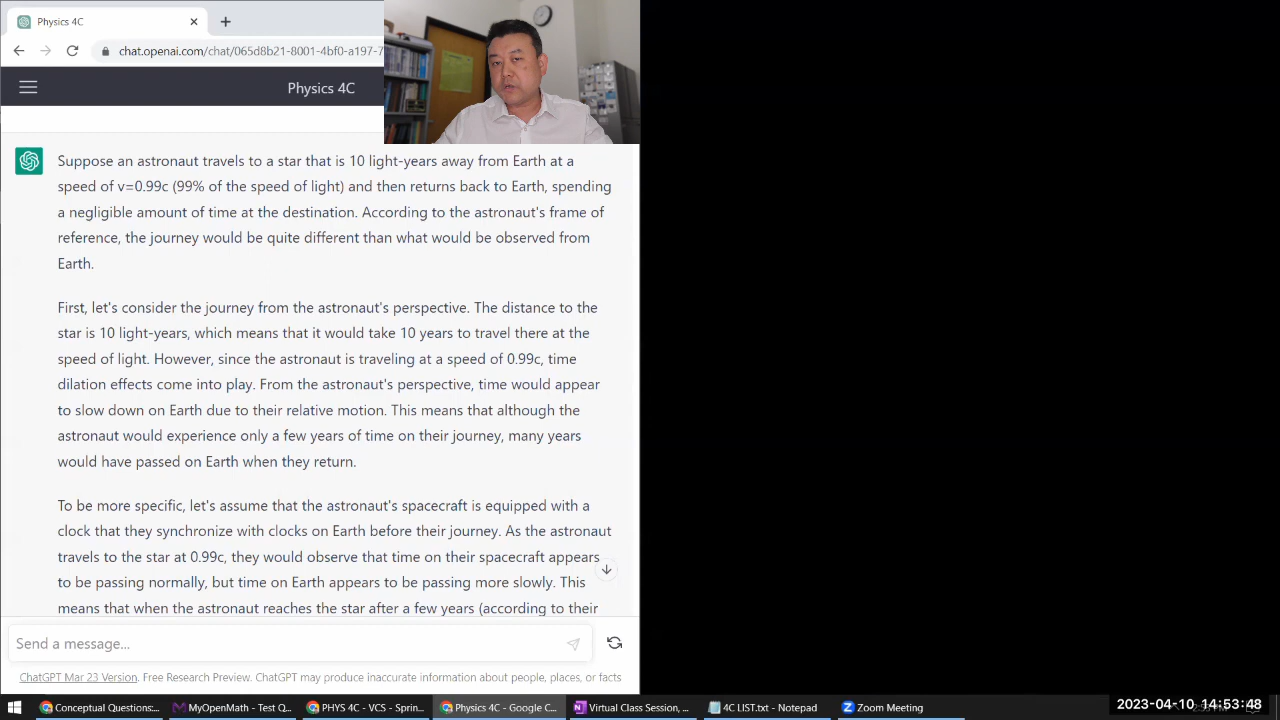 Physics 4C
chat.openai.com/chat/065d8b21-8001-4bf0-a197-7
Physics 4C
Suppose an astronaut travels to a star that is 10 light-years away from Earth at a
speed of v=0.99c (99% of the speed of light) and then returns back to Earth, spending
a negligible amount of time at the destination. According to the astronaut's frame of
reference, the journey would be quite different than what would be observed from
Earth.
First, let's consider the journey from the astronaut's perspective. The distance to the
star is 10 light-years, which means that it would take 10 years to travel there at the
speed of light. However, since the astronaut is traveling at a speed of 0.99c, time
dilation effects come into play. From the astronaut's perspective, time would appear
to slow down on Earth due to their relative motion. This means that although the
astronaut would experience only a few years of time on their journey, many years
would have passed on Earth when they return.
To be more specific, let's assume that the astronaut's spacecraft is equipped with a
clock that they synchronize with clocks on Earth before their journey. As the astronaut
travels to the star at 0.99c, they would observe that time on their spacecraft appears
to be passing normally, but time on Earth appears to be passing more slowly. This
means that when the astronaut reaches the star after a few years (according to their
Send a message...
ChatGPT Mar 23 Version. Free Research Preview. ChatGPT may produce inaccurate information about people, places, or facts
Conceptual Questions:...
MyOpenMath - Test Q...
PHYS 4C - VCS - Sprin...
Physics 4C - Google C...
Virtual Class Session, ...
4C LIST.txt - Notepad
Zoom Meeting
2023-04-10 14:53:48